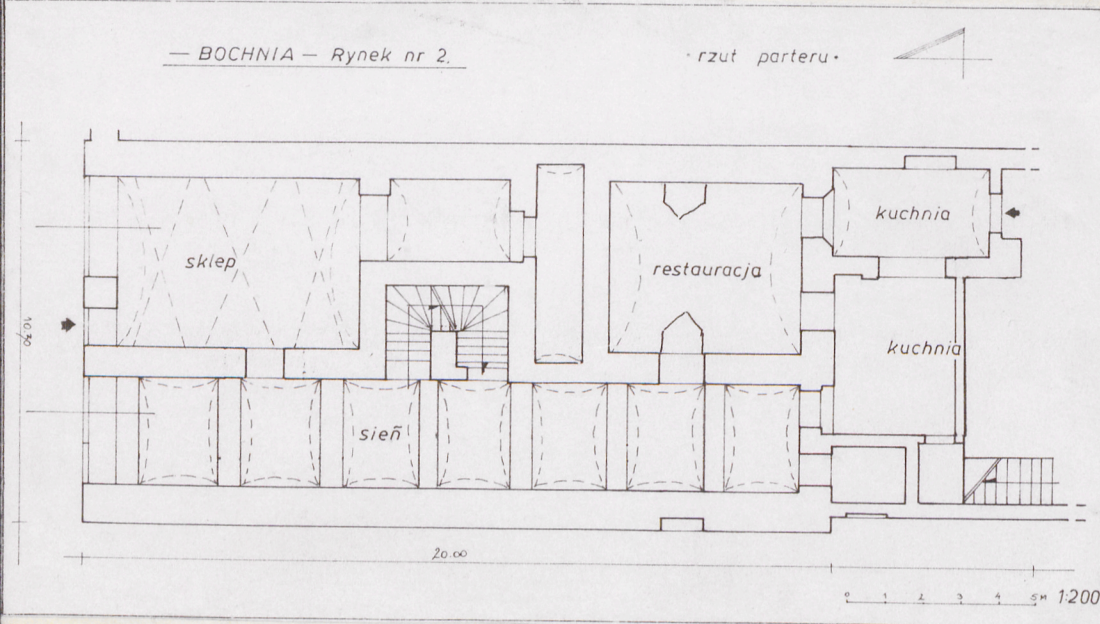 — BOCHNIA — Rynek nr 2.
· rzut parteru ·
kuchnia
sklep
restauracja
kuchnia
10.70
sień
20.00
0 1 2 3 4 5M 1:200